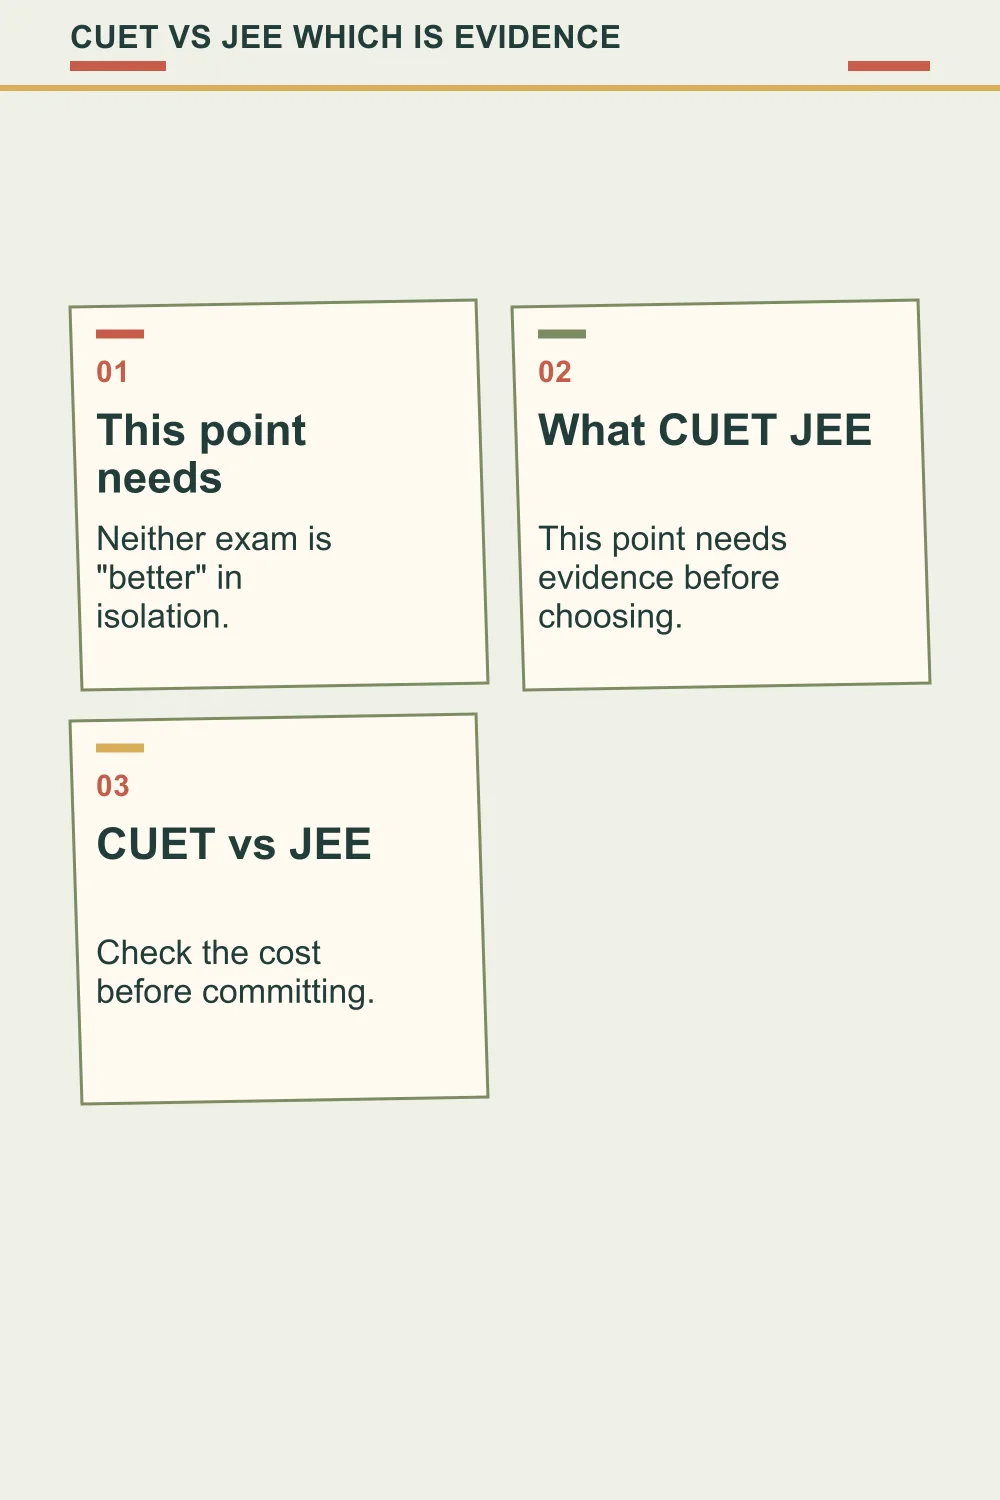 CUET VS JEE WHICH IS EVIDENCE
01
This point
needs
Neither exam is
"better" in
isolation.
02
What CUET JEE
This point needs
evidence before
choosing.
03
CUET vs JEE
Check the cost
before committing.